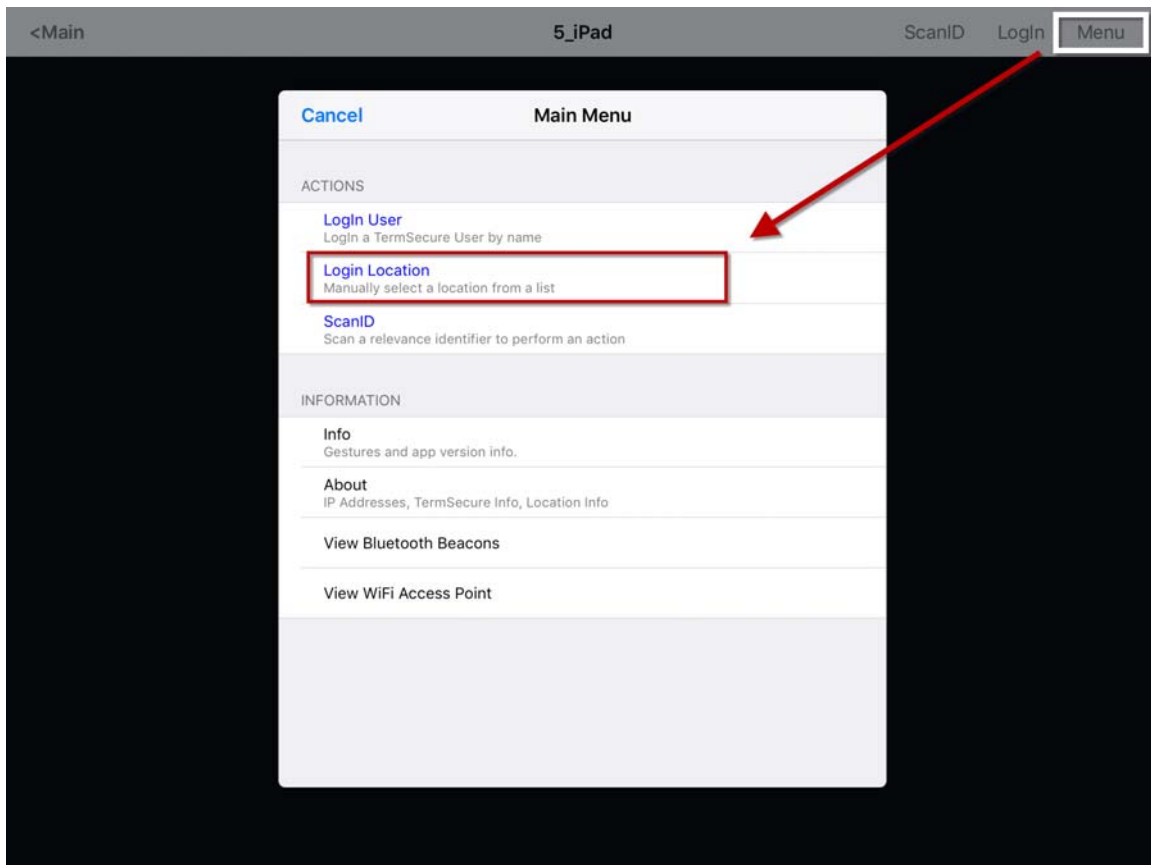 <Main 5_iPad ScanID LogIn Menu
Cancel Main Menu
ACTIONS
LogIn User
LogIn a TermSecure User by name
Login Location
Manually select a location from a list
ScanID
Scan a relevance identifier to perform an action
INFORMATION
Info
Gestures and app version info.
About
IP Addresses, TermSecure Info, Location Info
View Bluetooth Beacons
View WiFi Access Point